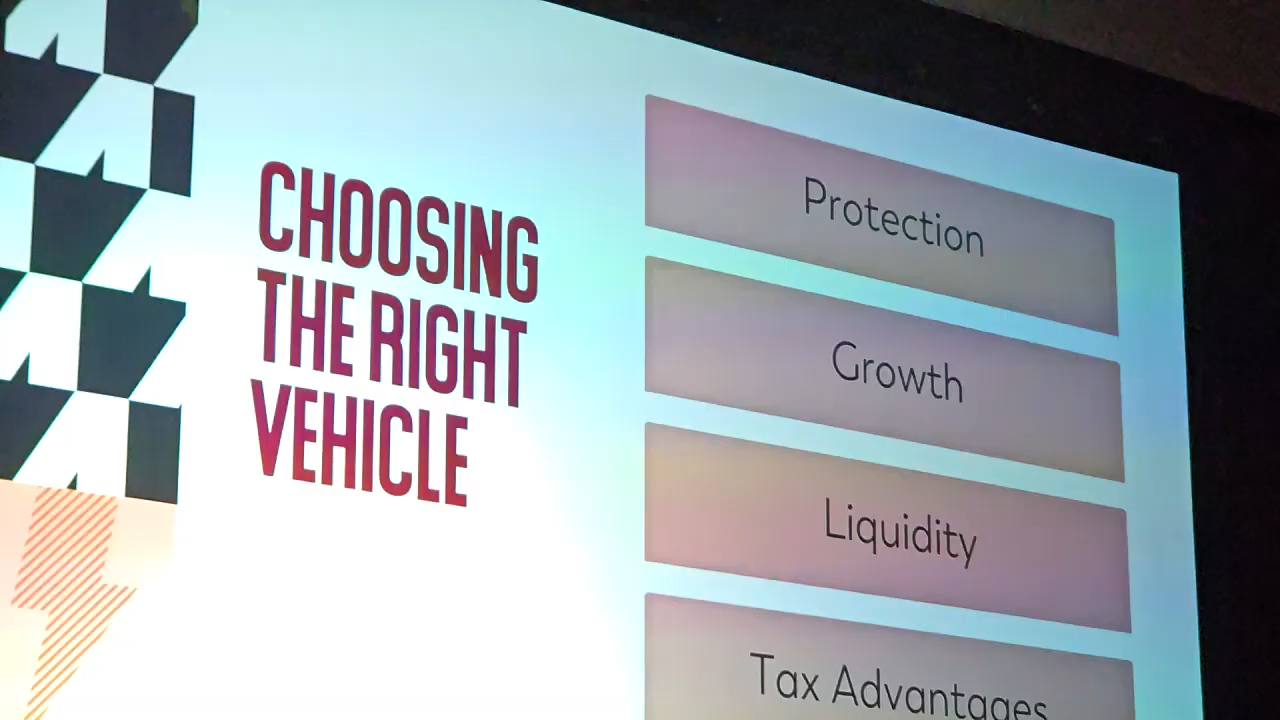 CHOOSING
THE RIGHT
VEHICLE
Protection
Growth
Liquidity
Tax Advantages